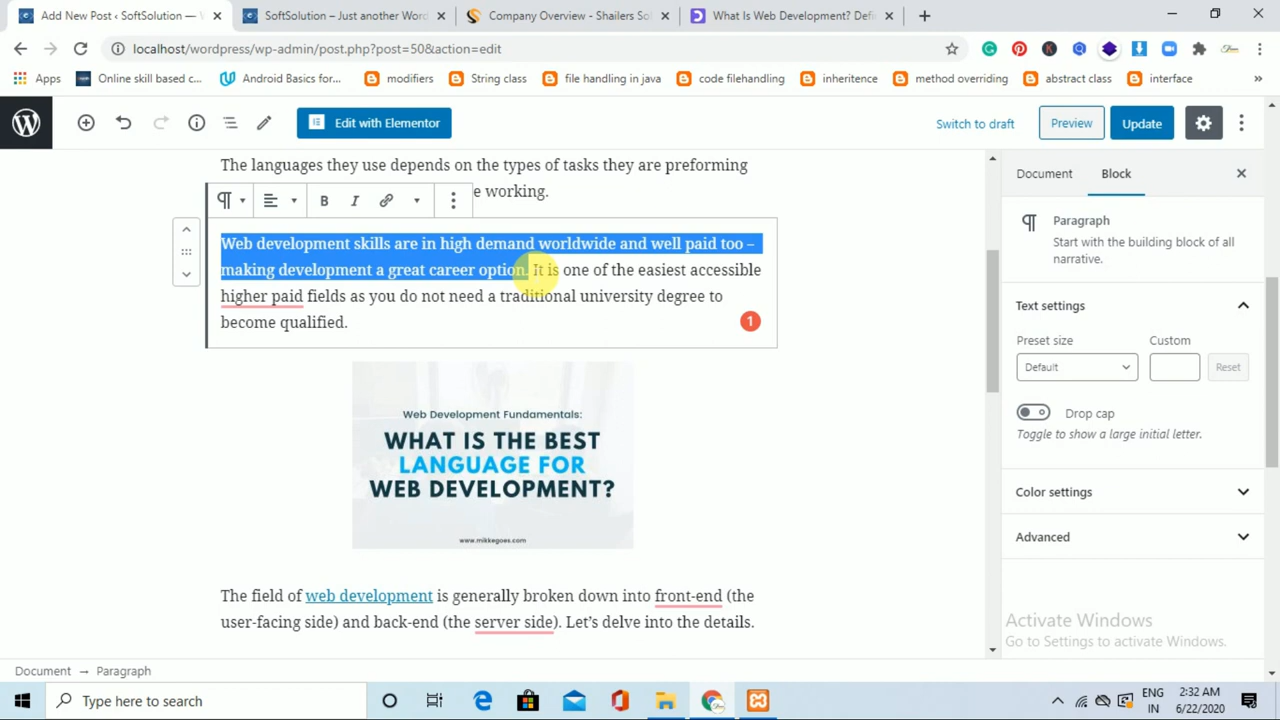 Add New Post ‹ SoftSolution —
SoftSolution – Just another Word
Company Overview - Shailers Sol
What Is Web Development? Defi
localhost/wordpress/wp-admin/post.php?post=50&action=edit
Apps
Online skill based c...
Android Basics for...
modifiers
String class
file handling in java
code filehandling
inheritence
method overriding
abstract class
interface
»
Edit with Elementor
Switch to draft
Preview
Update
The languages they use depends on the types of tasks they are preforming
e working.
B
I
Web development skills are in high demand worldwide and well paid too –
making development a great career option. It is one of the easiest accessible
higher paid fields as you do not need a traditional university degree to
become qualified.
1
Web Development Fundamentals:
WHAT IS THE BEST
LANGUAGE FOR
WEB DEVELOPMENT?
www.mikkegoes.com
The field of web development is generally broken down into front-end (the
user-facing side) and back-end (the server side). Let’s delve into the details.
Document
Block
Paragraph
Start with the building block of all
narrative.
Text settings
Preset size
Custom
Default
Reset
Drop cap
Toggle to show a large initial letter.
Color settings
Advanced
Activate Windows
Go to Settings to activate Windows.
Document → Paragraph
Type here to search
ENG
IN
2:32 AM
6/22/2020